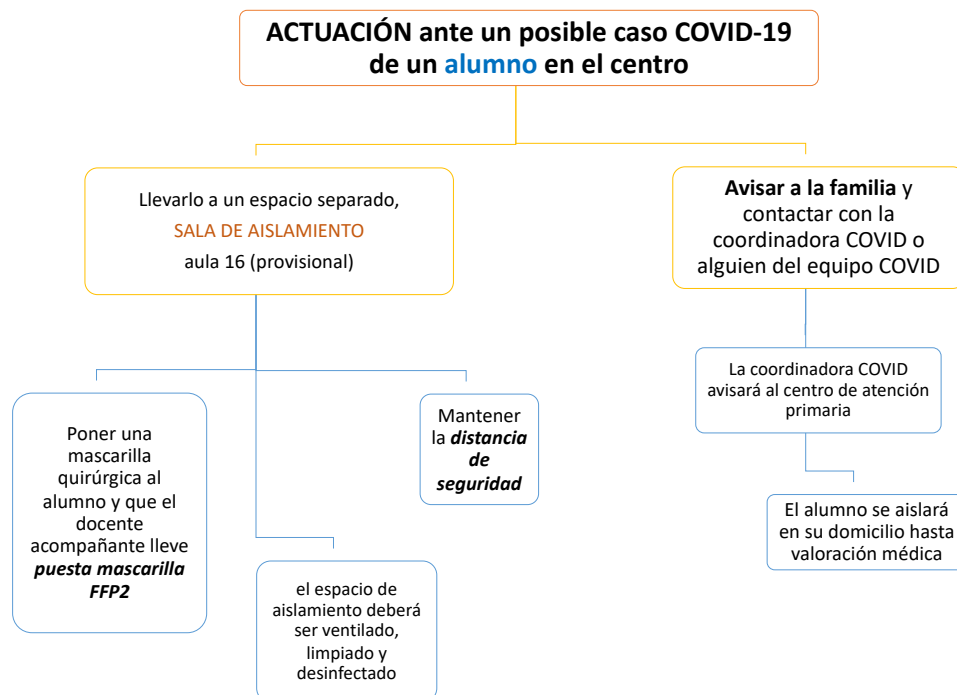 ACTUACIÓN ante un posible caso COVID-19
de un alumno en el centro
Llevarlo a un espacio separado,
SALA DE AISLAMIENTO
aula 16 (provisional)
Avisar a la familia y
contactar con la
coordinadora COVID o
alguien del equipo COVID
Poner una
mascarilla
quirúrgica al
alumno y que el
docente
acompañante lleve
puesta mascarilla
FFP2
el espacio de
aislamiento deberá
ser ventilado,
limpiado y
desinfectado
Mantener
la distancia
de
seguridad
La coordinadora COVID
avisará al centro de atención
primaria
El alumno se aislará
en su domicilio hasta
valoración médica